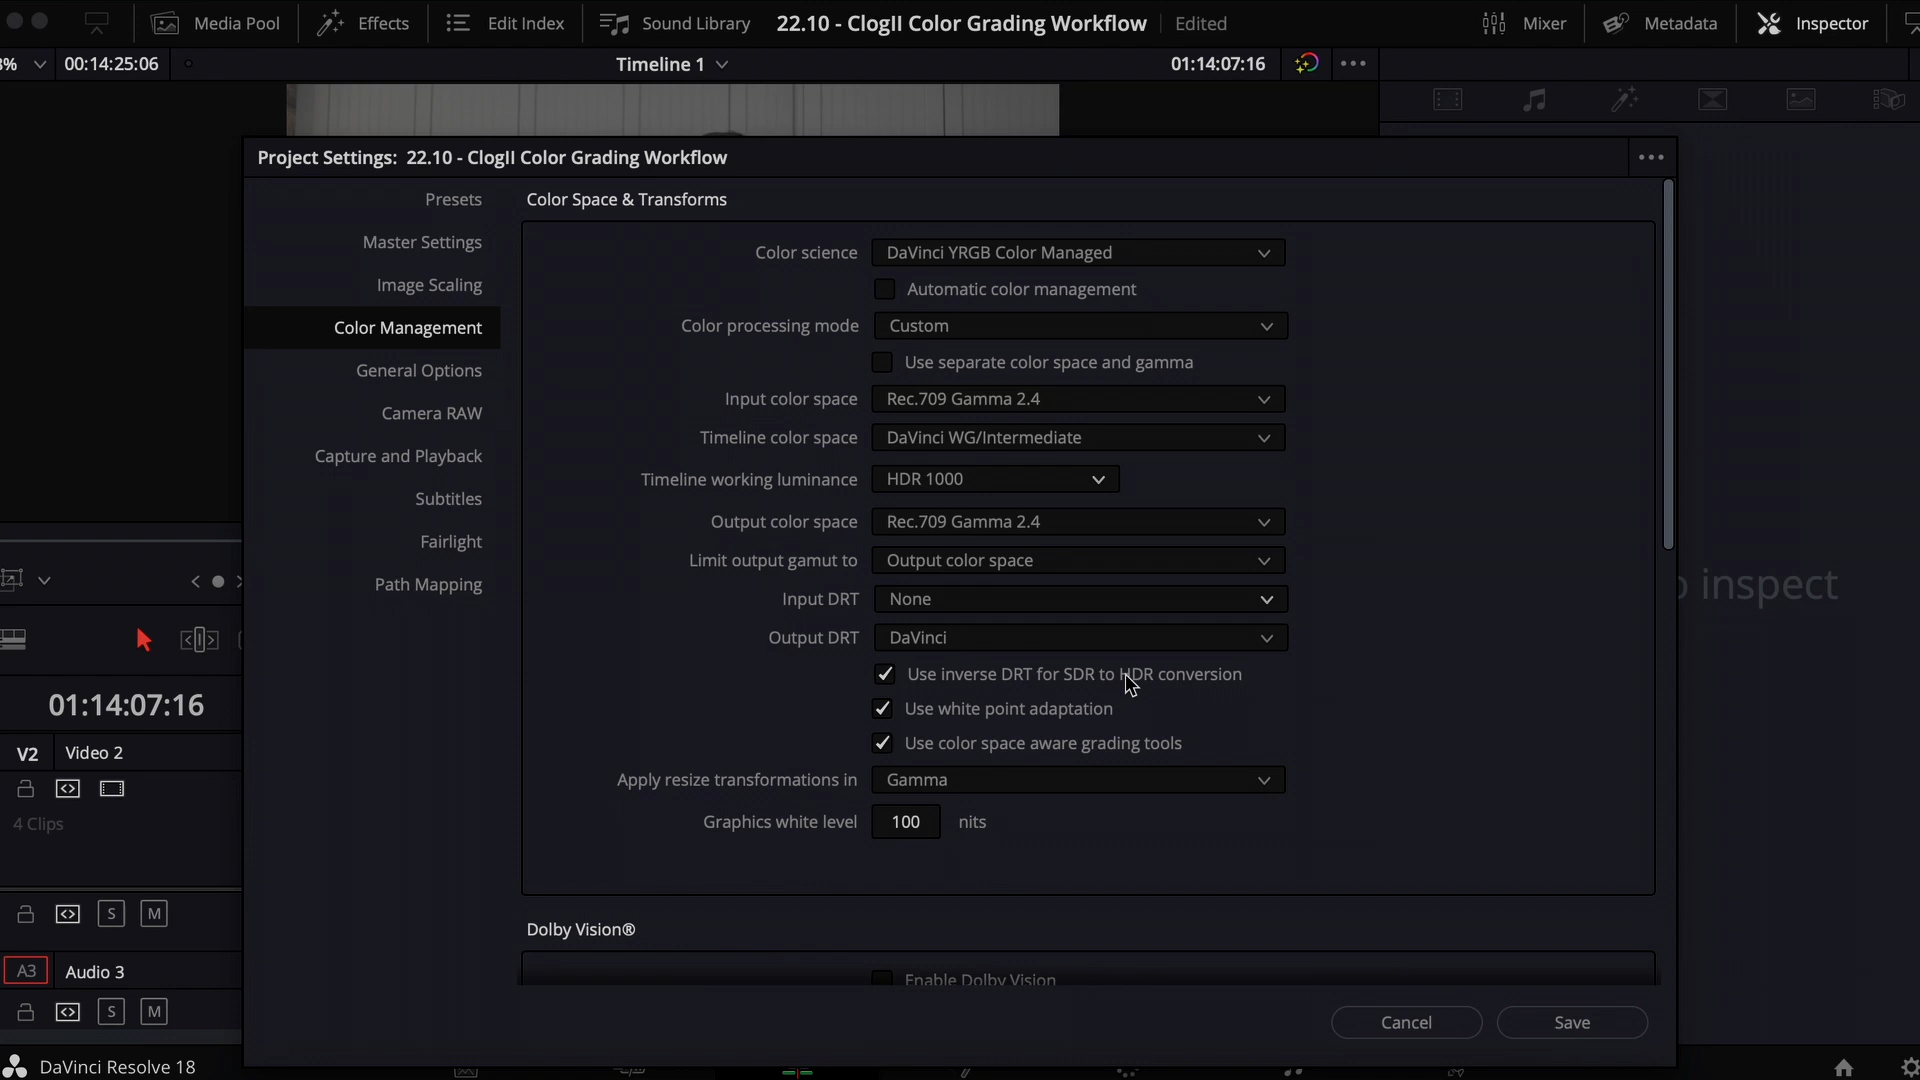 Media Pool Effects Edit Index Sound Library 22.10 - ClogII Color Grading Workflow Edited Mixer Metadata Inspector
% 00:14:25:06 Timeline 1 01:14:07:16
Project Settings: 22.10 - ClogII Color Grading Workflow
Presets
Master Settings
Image Scaling
Color Management
General Options
Camera RAW
Capture and Playback
Subtitles
Fairlight
Path Mapping
Color Space & Transforms
Color science DaVinci YRGB Color Managed
Automatic color management
Color processing mode Custom
Use separate color space and gamma
Input color space Rec.709 Gamma 2.4
Timeline color space DaVinci WG/Intermediate
Timeline working luminance HDR 1000
Output color space Rec.709 Gamma 2.4
Limit output gamut to Output color space
Input DRT None
Output DRT DaVinci
Use inverse DRT for SDR to HDR conversion
Use white point adaptation
Use color space aware grading tools
Apply resize transformations in Gamma
Graphics white level 100 nits
Dolby Vision®
Enable Dolby Vision
Cancel Save
inspect
01:14:07:16
V2 Video 2
4 Clips
S M
A3 Audio 3
S M
DaVinci Resolve 18